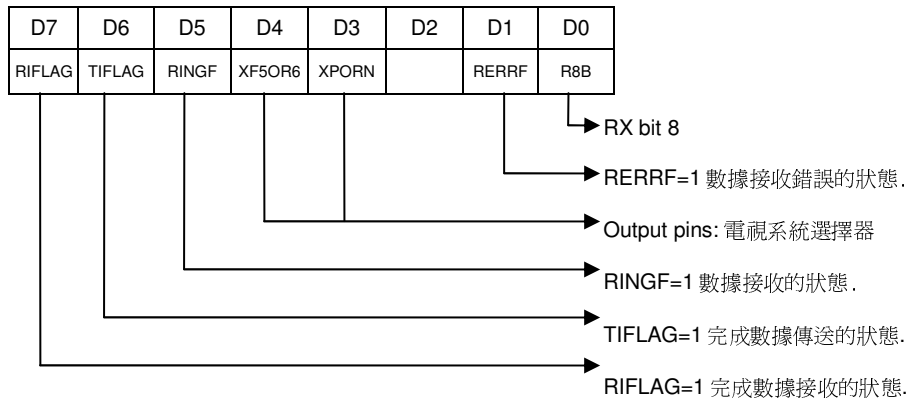 D7 D6 D5 D4 D3 D2 D1 D0
RIFLAG TIFLAG RINGF XF5OR6 XPORN RERRF R8B
RX bit 8
RERRF=1 數據接收錯誤的狀態.
Output pins: 電視系統選擇器
RINGF=1 數據接收的狀態.
TIFLAG=1 完成數據傳送的狀態.
RIFLAG=1 完成數據接收的狀態.